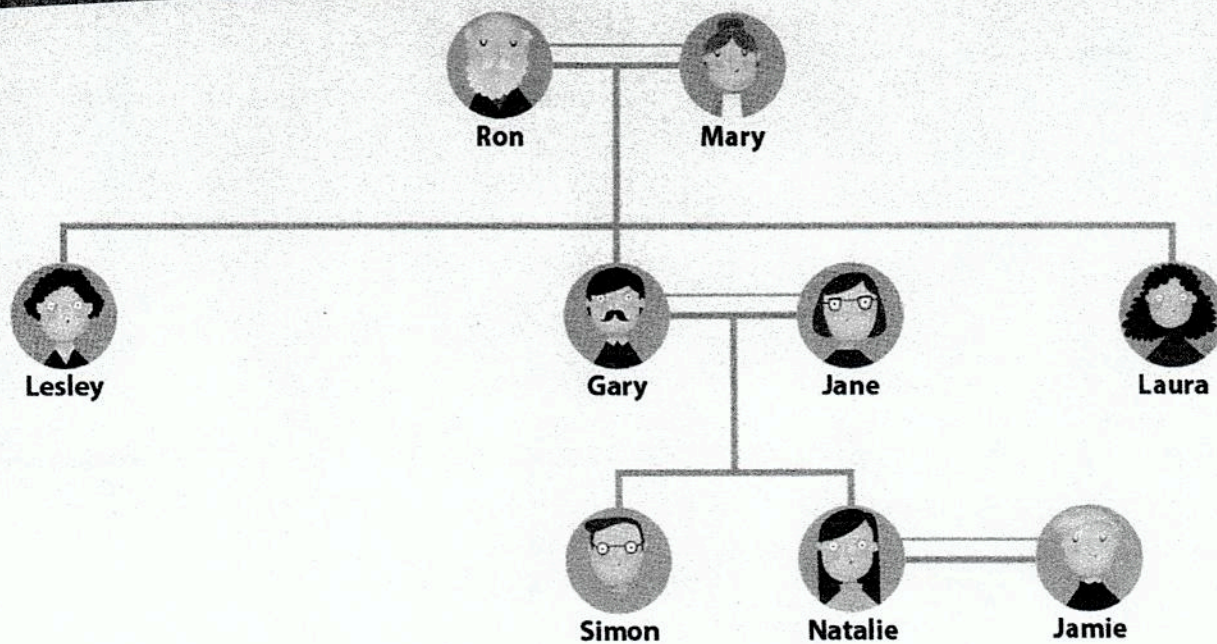 Ron
Mary
Lesley
Gary
Jane
Laura
Simon
Natalie
Jamie